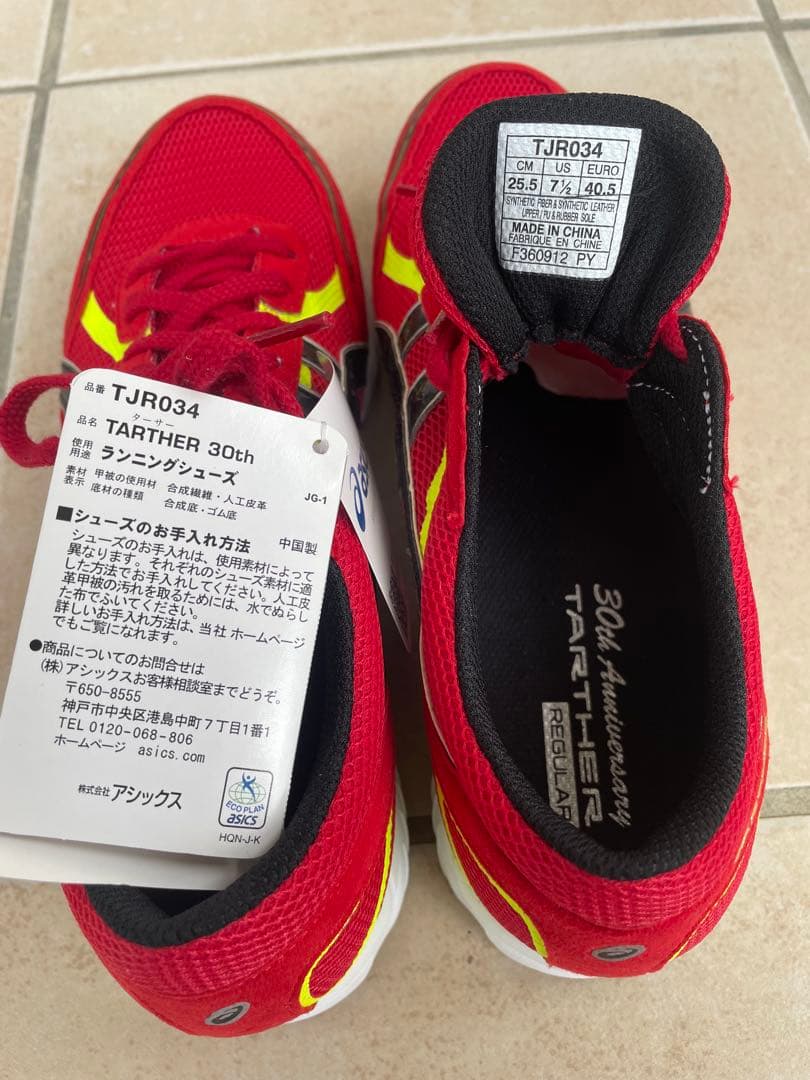 TJR034
CM US EURO
25.5 7½ 40.5
SYNTHETIC FIBER & SYNTHETIC LEATHER
UPPER / PU & RUBBER SOLE
MADE IN CHINA
FABRIQUE EN CHINE
F360912 PY
品番 TJR034
ターサー
品名 TARTHER 30th
使用用途 ランニングシューズ
素材表示 甲被の使用材 合成繊維・人工皮革
底材の種類 合成底・ゴム底
JG-1
■シューズのお手入れ方法 中国製
シューズのお手入れは、使用素材によって
異なります。それぞれのシューズ素材に適
した方法でお手入れしてください。人工皮
革甲被の汚れを取るためには、水でぬらし
た布でふいてください。
詳しいお手入れ方法は、当社 ホームページ
でもご覧になれます。
●商品についてのお問合せは
(株)アシックスお客様相談室までどうぞ。
〒650-8555
神戸市中央区港島中町7丁目1番1
TEL 0120-068-806
ホームページ asics.com
株式会社アシックス
ECO PLAN
asics
HQN-J-K
30th Anniversary
TARTHER
REGULAR